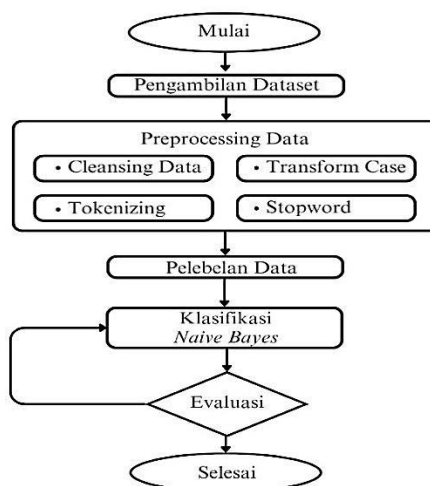 Mulai
Pengambilan Dataset
Preprocessing Data
• Cleansing Data
• Transform Case
• Tokenizing
• Stopword
Pelebelan Data
Klasifikasi
Naive Bayes
Evaluasi
Selesai